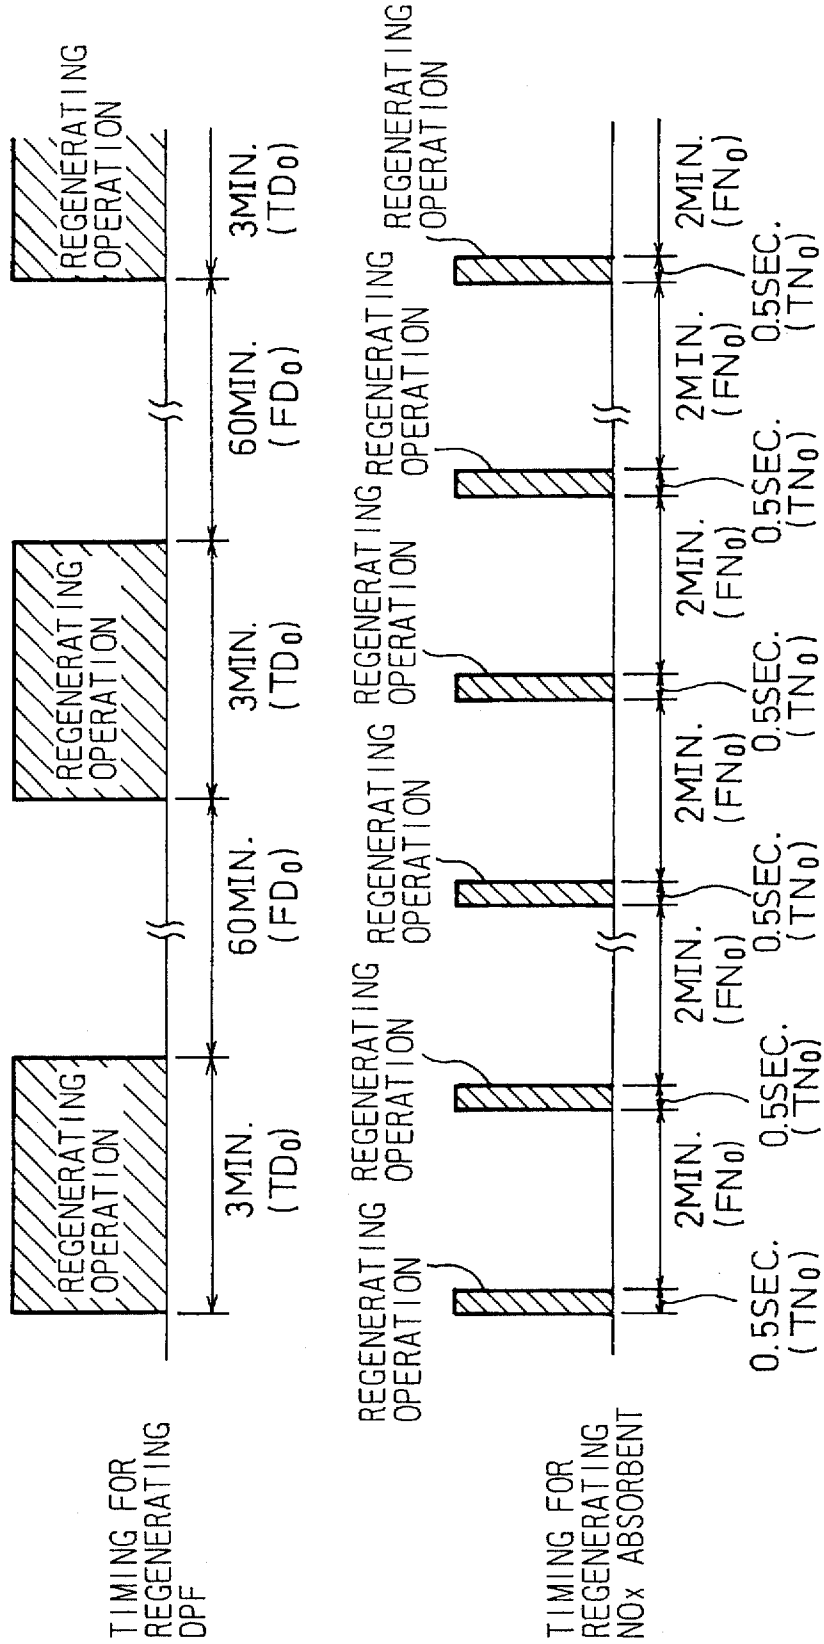 TIMING FOR
REGENERATING
DPF
REGENERATING
OPERATION
REGENERATING
OPERATION
REGENERATING
OPERATION
3MIN.
(TD0)
60MIN.
(FD0)
3MIN.
(TD0)
60MIN.
(FD0)
3MIN.
(TD0)
TIMING FOR
REGENERATING
NOx ABSORBENT
REGENERATING
OPERATION
REGENERATING
OPERATION
REGENERATING
OPERATION
REGENERATING
OPERATION
REGENERATING
OPERATION
REGENERATING
OPERATION
0.5SEC.
(TN0)
2MIN.
(FN0)
0.5SEC.
(TN0)
2MIN.
(FN0)
0.5SEC.
(TN0)
2MIN.
(FN0)
0.5SEC.
(TN0)
2MIN.
(FN0)
0.5SEC.
(TN0)
2MIN.
(FN0)
0.5SEC.
(TN0)
2MIN.
(FN0)